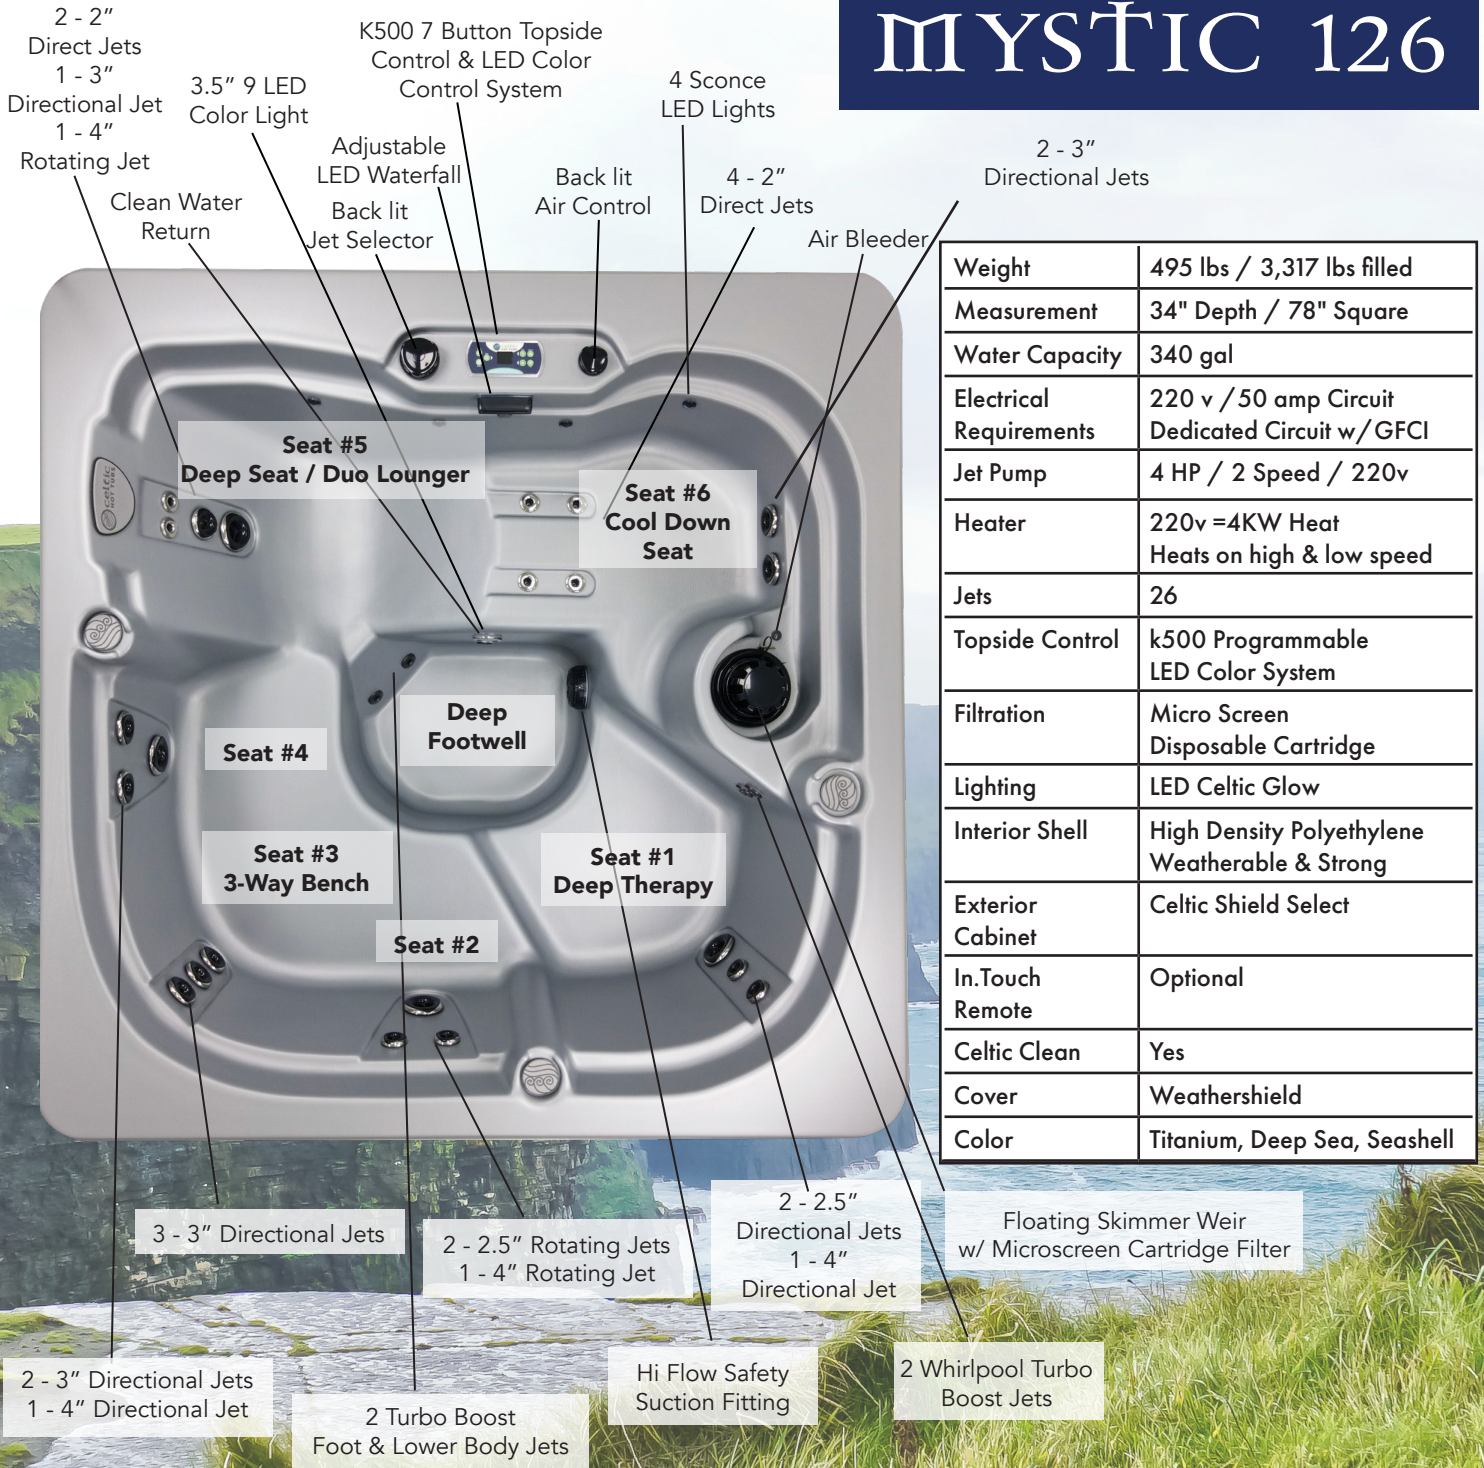 MYSTIC 126
2 - 2”
Direct Jets
1 - 3”
Directional Jet
1 - 4”
Rotating Jet
3.5” 9 LED
Color Light
K500 7 Button Topside
Control & LED Color
Control System
4 Sconce
LED Lights
Clean Water
Return
Adjustable
LED Waterfall
Back lit
Jet Selector
Back lit
Air Control
4 - 2”
Direct Jets
2 - 3”
Directional Jets
Air Bleeder
celtic
HOT TUBS
Seat #5
Deep Seat / Duo Lounger
Seat #6
Cool Down
Seat
Deep
Footwell
Seat #4
Seat #3
3-Way Bench
Seat #1
Deep Therapy
Seat #2
Weight 495 lbs / 3,317 lbs filled
Measurement 34" Depth / 78" Square
Water Capacity 340 gal
Electrical 220 v /50 amp Circuit
Requirements Dedicated Circuit w/GFCI
Jet Pump 4 HP / 2 Speed / 220v
Heater 220v =4KW Heat
Heats on high & low speed
Jets 26
Topside Control k500 Programmable
LED Color System
Filtration Micro Screen
Disposable Cartridge
Lighting LED Celtic Glow
Interior Shell High Density Polyethylene
Weatherable & Strong
Exterior Celtic Shield Select
Cabinet
In.Touch Optional
Remote
Celtic Clean Yes
Cover Weathershield
Color Titanium, Deep Sea, Seashell
3 - 3” Directional Jets
2 - 2.5” Rotating Jets
1 - 4” Rotating Jet
2 - 2.5”
Directional Jets
1 - 4”
Directional Jet
Floating Skimmer Weir
w/ Microscreen Cartridge Filter
2 - 3” Directional Jets
1 - 4” Directional Jet
2 Turbo Boost
Foot & Lower Body Jets
Hi Flow Safety
Suction Fitting
2 Whirlpool Turbo
Boost Jets